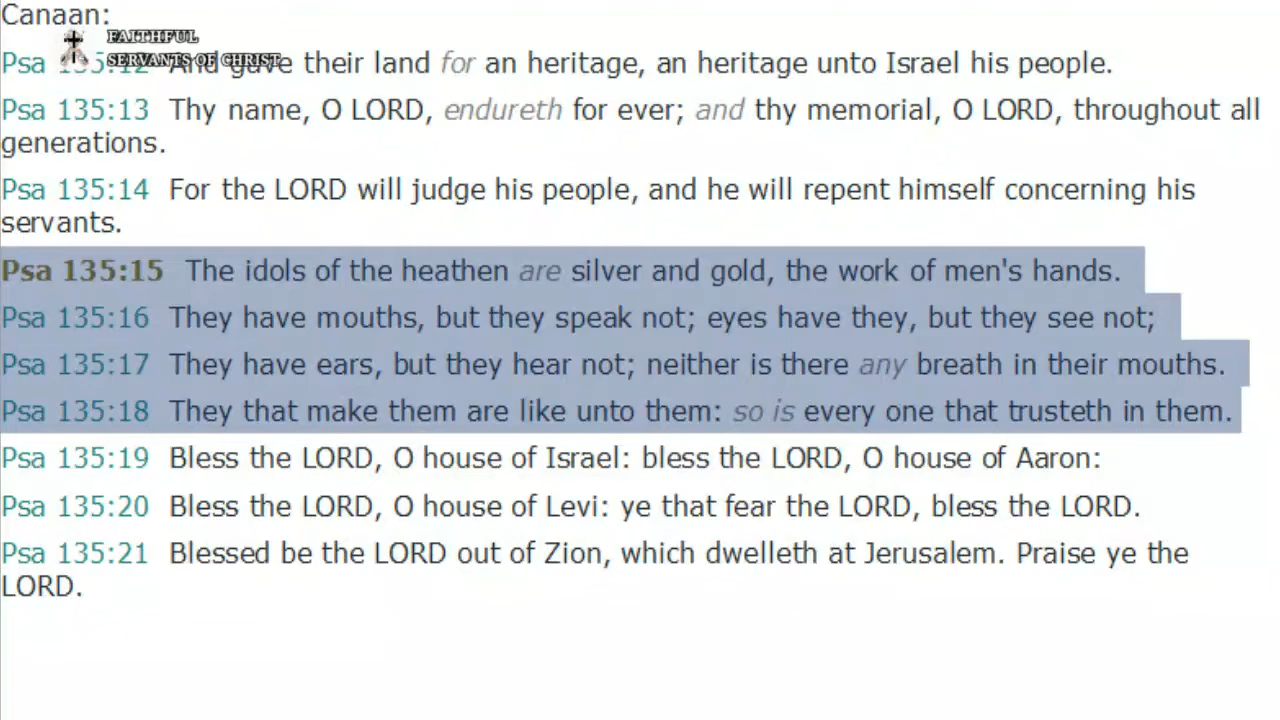 Canaan:
FAITHFUL
SERVANTS OF CHRIST
Psa 135:12 And gave their land for an heritage, an heritage unto Israel his people.
Psa 135:13 Thy name, O LORD, endureth for ever; and thy memorial, O LORD, throughout all
generations.
Psa 135:14 For the LORD will judge his people, and he will repent himself concerning his
servants.
Psa 135:15 The idols of the heathen are silver and gold, the work of men's hands.
Psa 135:16 They have mouths, but they speak not; eyes have they, but they see not;
Psa 135:17 They have ears, but they hear not; neither is there any breath in their mouths.
Psa 135:18 They that make them are like unto them: so is every one that trusteth in them.
Psa 135:19 Bless the LORD, O house of Israel: bless the LORD, O house of Aaron:
Psa 135:20 Bless the LORD, O house of Levi: ye that fear the LORD, bless the LORD.
Psa 135:21 Blessed be the LORD out of Zion, which dwelleth at Jerusalem. Praise ye the
LORD.